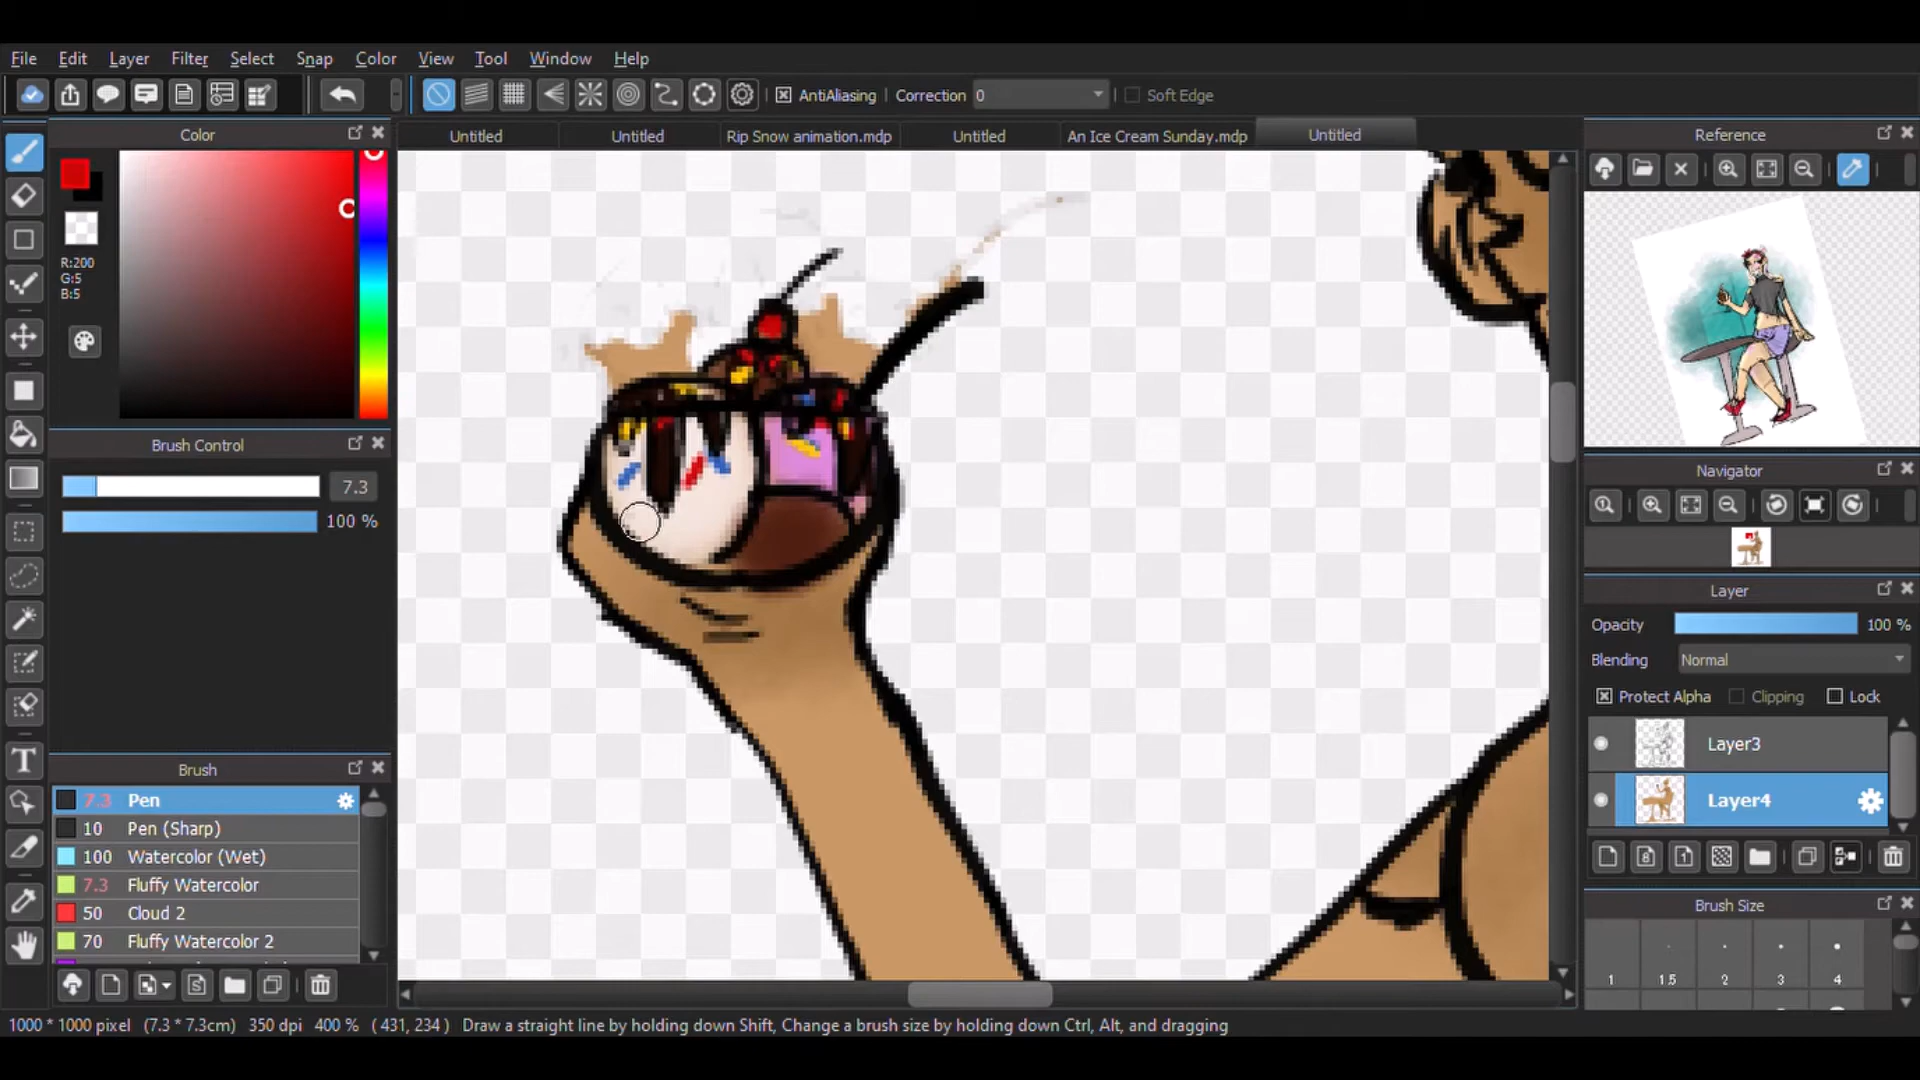 File Edit Layer Filter Select Snap Color View Tool Window Help
AntiAliasing Correction 0 Soft Edge
Color
Untitled Untitled Rip Snow animation.mdp Untitled An Ice Cream Sunday.mdp Untitled
Reference
R:200
G:5
B:5
Brush Control
7.3
100 %
Brush
7.3 Pen
10 Pen (Sharp)
100 Watercolor (Wet)
7.3 Fluffy Watercolor
50 Cloud 2
70 Fluffy Watercolor 2
Navigator
Layer
Opacity 100 %
Blending Normal
Protect Alpha Clipping Lock
Layer3
Layer4
Brush Size
1 1.5 2 3 4
1000 * 1000 pixel (7.3 * 7.3cm) 350 dpi 400 % ( 431, 234 ) Draw a straight line by holding down Shift, Change a brush size by holding down Ctrl, Alt, and dragging